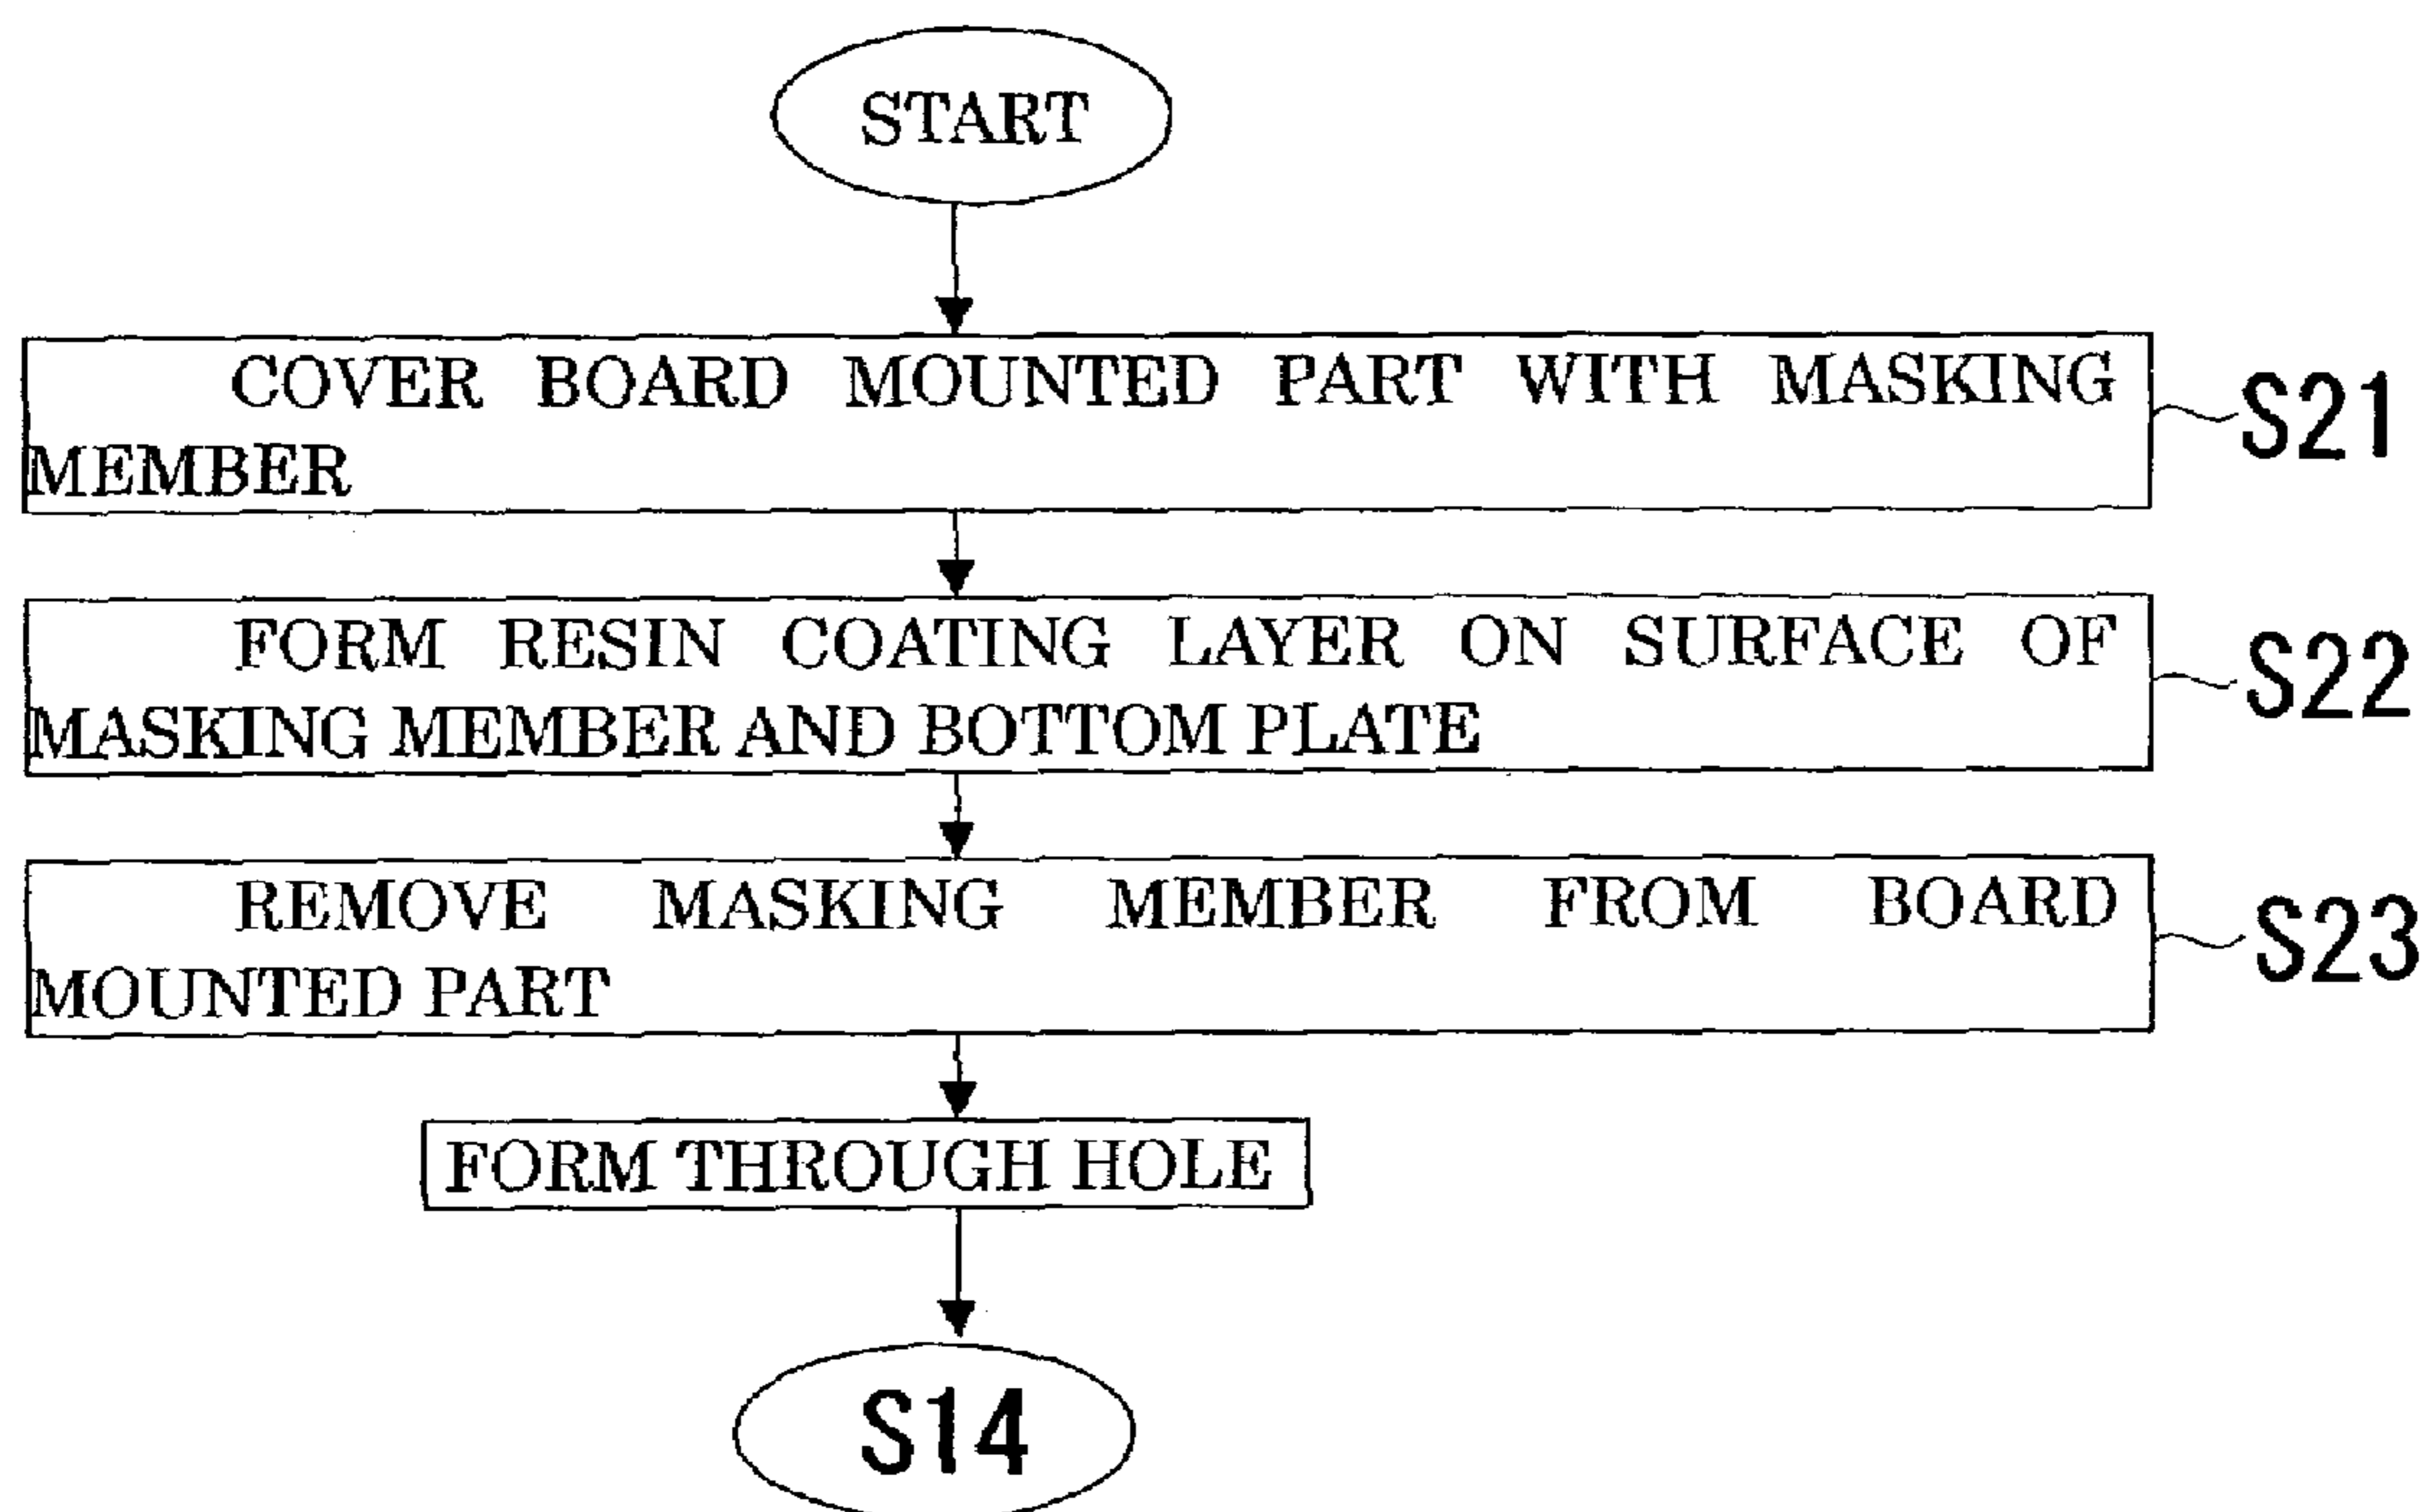 START
COVER BOARD MOUNTED PART WITH MASKING
MEMBER
S21
FORM RESIN COATING LAYER ON SURFACE OF
MASKING MEMBER AND BOTTOM PLATE
S22
REMOVE MASKING MEMBER FROM BOARD
MOUNTED PART
S23
FORM THROUGH HOLE
S14